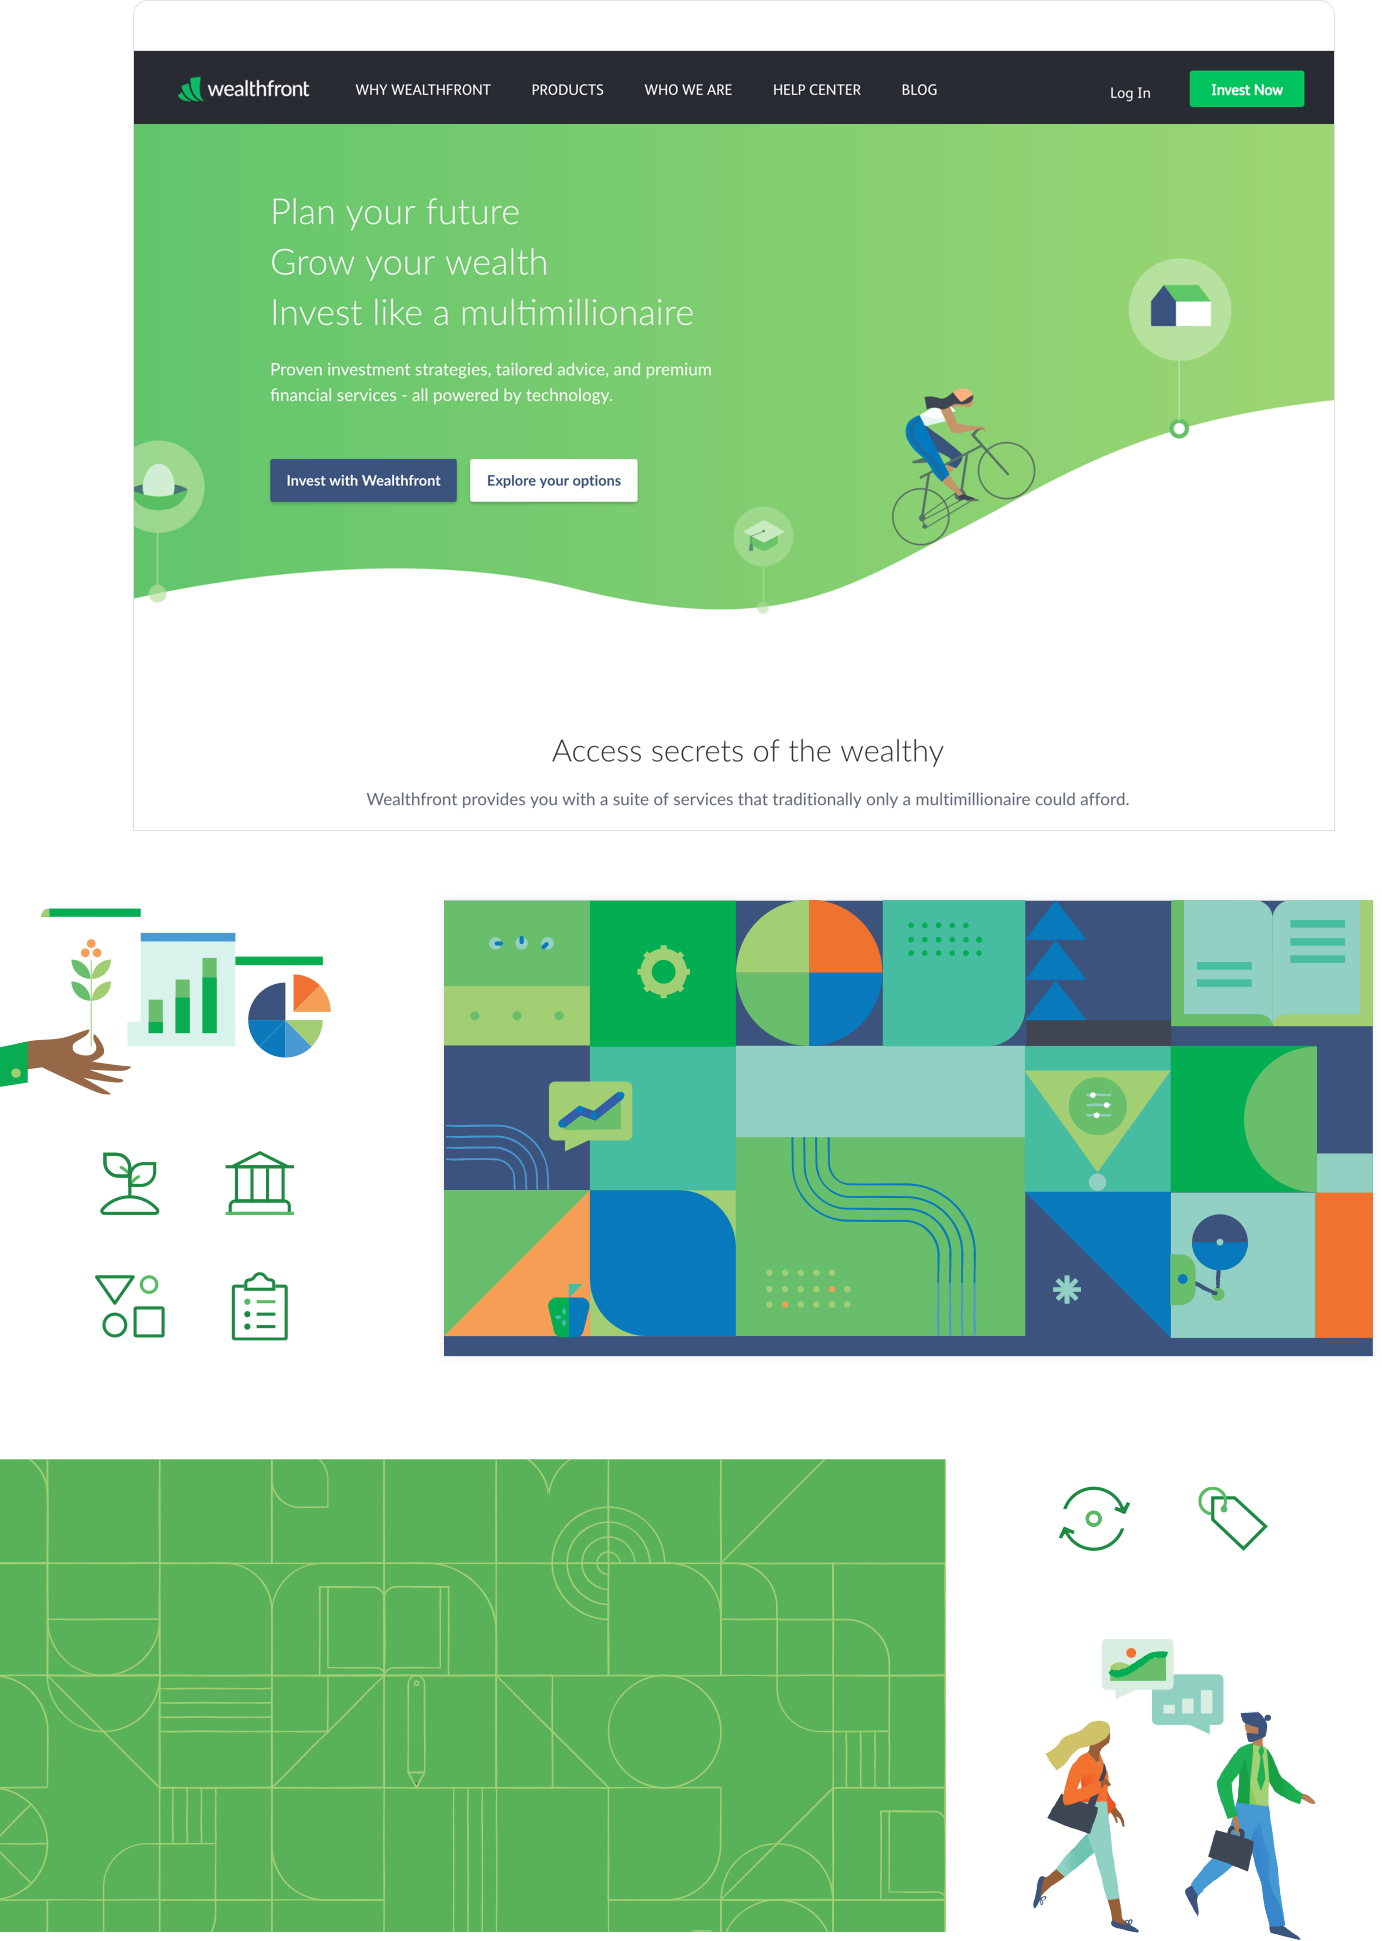 wealthfront
WHY WEALTHFRONT
PRODUCTS
WHO WE ARE
HELP CENTER
BLOG
Log In
Invest Now
Plan your future
Grow your wealth
Invest like a multimillionaire
Proven investment strategies, tailored advice, and premium
financial services - all powered by technology.
Invest with Wealthfront
Explore your options
Access secrets of the wealthy
Wealthfront provides you with a suite of services that traditionally only a multimillionaire could afford.